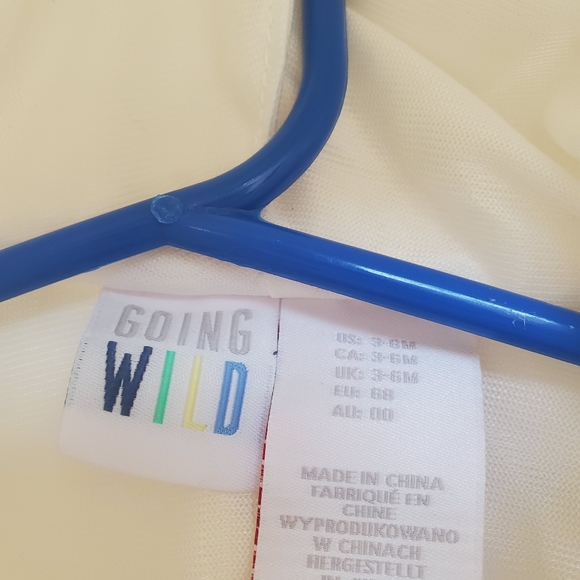 GOING
WILD
US: 3-6M
CA: 3-6M
UK: 3-6M
EU: 68
AU: 00
MADE IN CHINA
FABRIQUÉ EN
CHINE
WYPRODUKOWANO
W CHINACH
HERGESTELLT